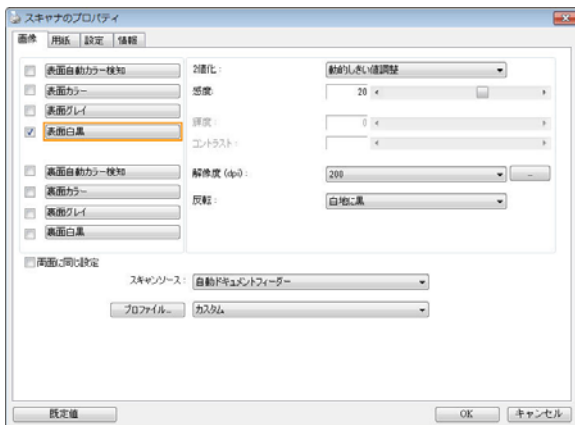 スキャナのプロパティ
画像 用紙 設定 情報
表面自動カラー検知
表面カラー
表面グレイ
表面白黒
裏面自動カラー検知
裏面カラー
裏面グレイ
裏面白黒
2値化: 動的しきい値調整
感度: 20
輝度: 0
コントラスト:
解像度 (dpi): 200 ...
反転: 白地に黒
両面に同じ設定
スキャンソース: 自動ドキュメントフィーダー
プロファイル... カスタム
既定値 OK キャンセル